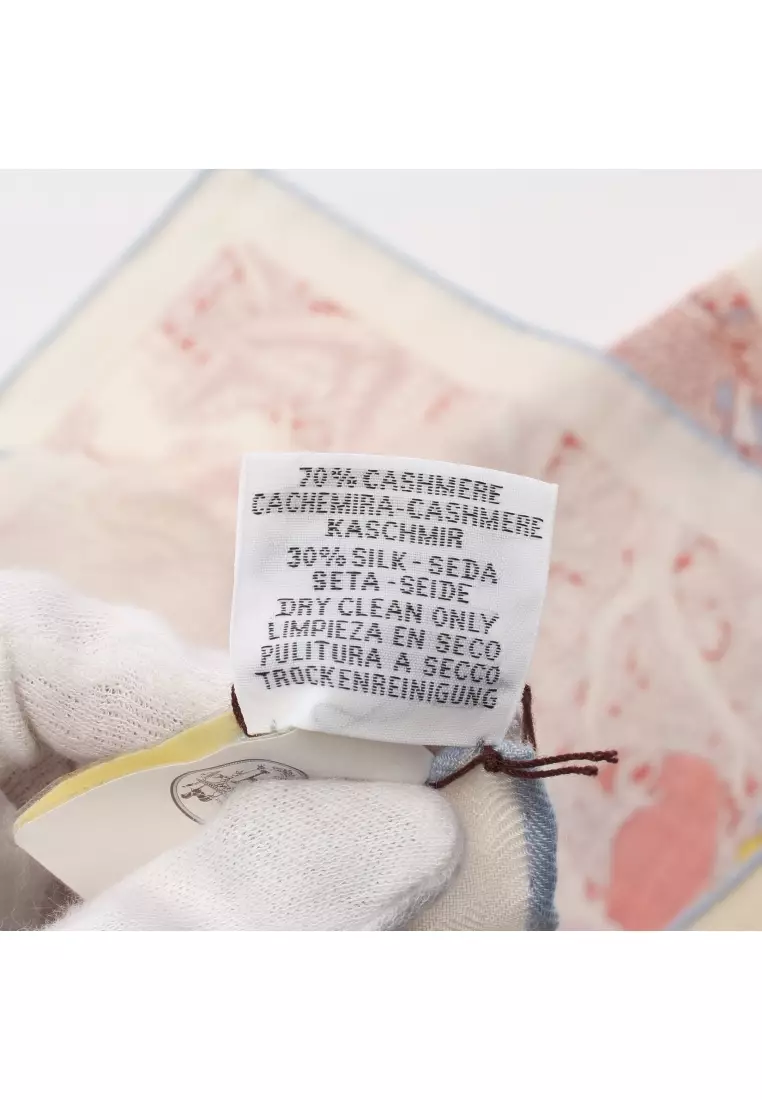 70% CASHMERE
CACHEMIRA-CASHMERE
KASCHMIR
30% SILK - SEDA
SETA - SEIDE
DRY CLEAN ONLY
LIMPIEZA EN SECO
PULITURA A SECCO
TROCKENREINIGUNG